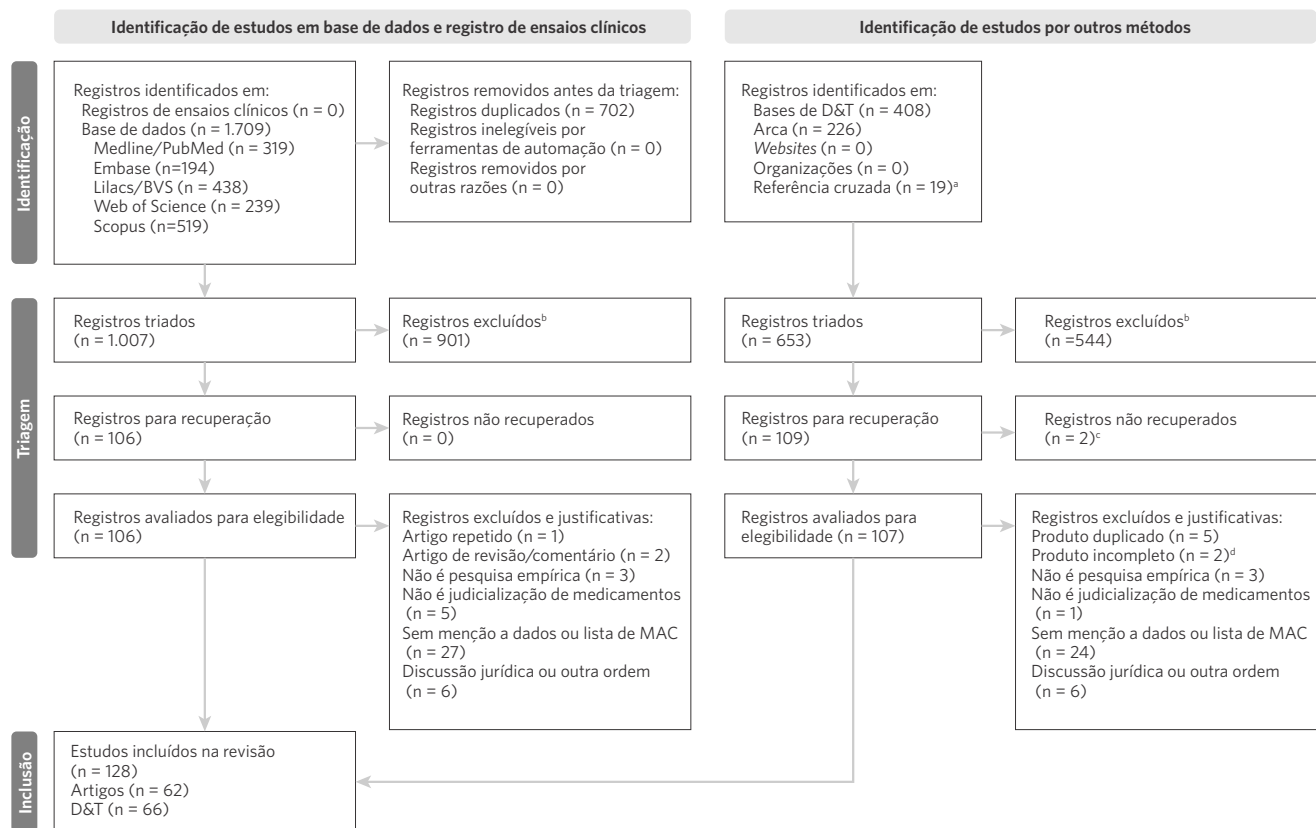 Identificação de estudos em base de dados e registro de ensaios clínicos
Identificação de estudos por outros métodos
Identificação
Registros identificados em:
Registros de ensaios clínicos (n = 0)
Base de dados (n = 1.709)
Medline/PubMed (n = 319)
Embase (n=194)
Lilacs/BVS (n = 438)
Web of Science (n = 239)
Scopus (n=519)
Registros removidos antes da triagem:
Registros duplicados (n = 702)
Registros inelegíveis por
ferramentas de automação (n = 0)
Registros removidos por
outras razões (n = 0)
Registros identificados em:
Bases de D&T (n = 408)
Arca (n = 226)
Websites (n = 0)
Organizações (n = 0)
Referência cruzada (n = 19)ᵃ
Triagem
Registros triados
(n = 1.007)
Registros excluídosᵇ
(n = 901)
Registros triados
(n = 653)
Registros excluídosᵇ
(n =544)
Registros para recuperação
(n = 106)
Registros não recuperados
(n = 0)
Registros para recuperação
(n = 109)
Registros não recuperados
(n = 2)ᶜ
Registros avaliados para elegibilidade
(n = 106)
Registros excluídos e justificativas:
Artigo repetido (n = 1)
Artigo de revisão/comentário (n = 2)
Não é pesquisa empírica (n = 3)
Não é judicialização de medicamentos
(n = 5)
Sem menção a dados ou lista de MAC
(n = 27)
Discussão jurídica ou outra ordem
(n = 6)
Registros avaliados para
elegibilidade (n = 107)
Registros excluídos e justificativas:
Produto duplicado (n = 5)
Produto incompleto (n = 2)ᵈ
Não é pesquisa empírica (n = 3)
Não é judicialização de medicamentos
(n = 1)
Sem menção a dados ou lista de MAC
(n = 24)
Discussão jurídica ou outra ordem
(n = 6)
Inclusão
Estudos incluídos na revisão
(n = 128)
Artigos (n = 62)
D&T (n = 66)